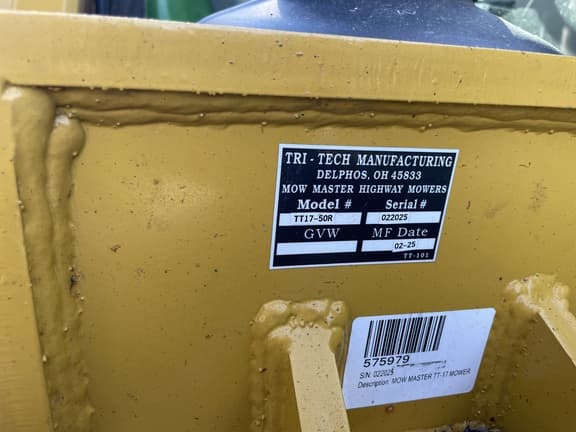 TRI - TECH MANUFACTURING
DELPHOS, OH 45833
MOW MASTER HIGHWAY MOWERS
Model # Serial #
TT17-50R 022025
GVW MF Date
02-25
TT-101
575979
S/N: 022025
Description: MOW MASTER TT-17 MOWER